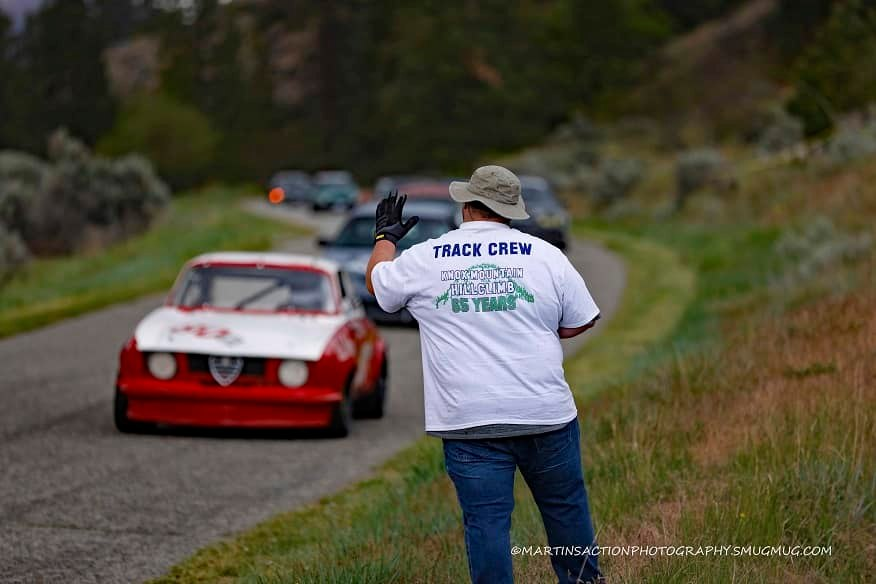 TRACK CREW
KNOX MOUNTAIN
HILLCLIMB
65 YEARS
©MARTINSACTIONPHOTOGRAPHY.SMUGMUG.COM